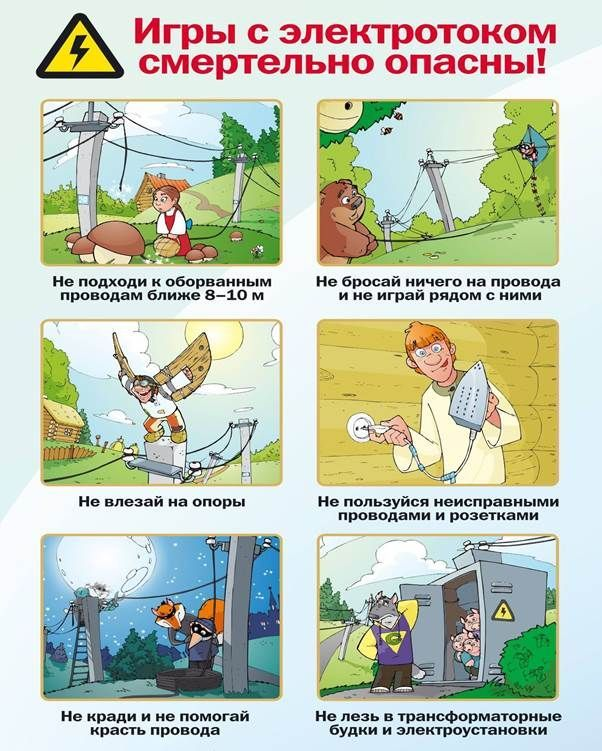 Игры с электротоком
смертельно опасны!
Не подходи к оборванным
проводам ближе 8–10 м
Не бросай ничего на провода
и не играй рядом с ними
Не влезай на опоры
Не пользуйся неисправными
проводами и розетками
Не кради и не помогай
красть провода
Не лезь в трансформаторные
будки и электроустановки